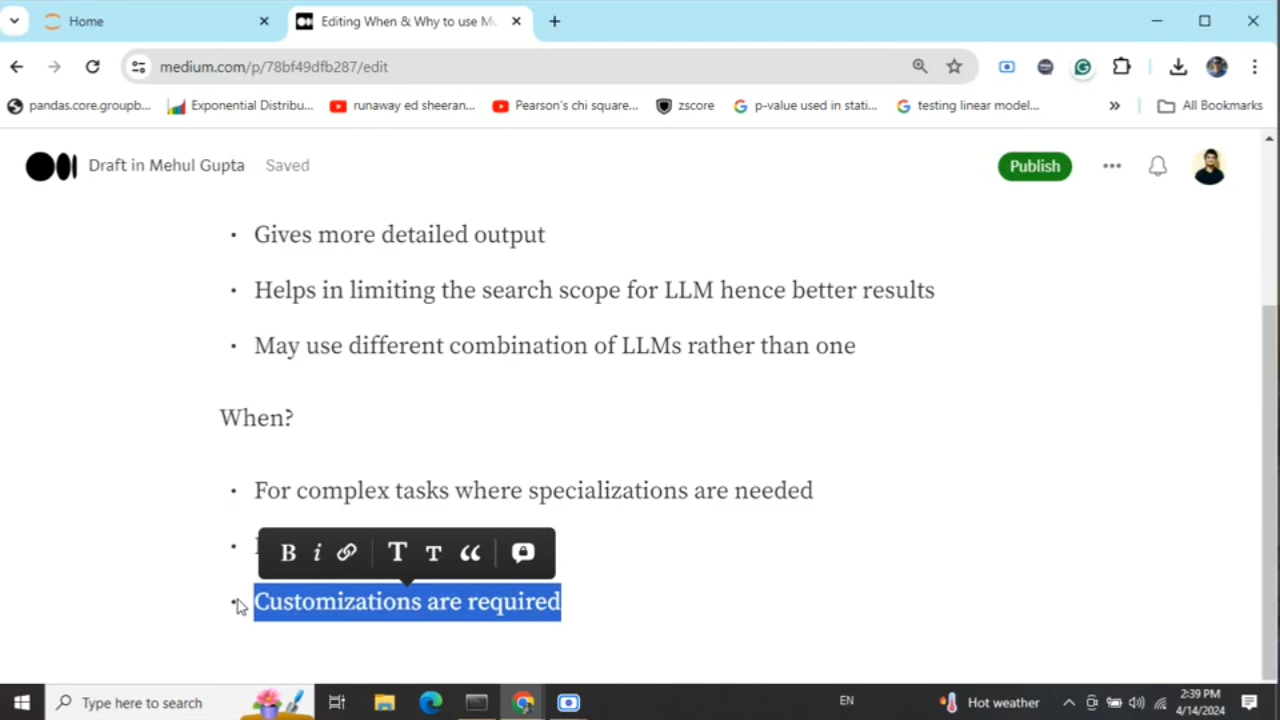 Home
Editing When & Why to use Mu
medium.com/p/78bf49dfb287/edit
pandas.core.groupb...
Exponential Distribu...
runaway ed sheeran...
Pearson's chi square...
zscore
p-value used in stati...
testing linear model...
»
All Bookmarks
Draft in Mehul Gupta
Saved
Publish
• Gives more detailed output
• Helps in limiting the search scope for LLM hence better results
• May use different combination of LLMs rather than one
When?
• For complex tasks where specializations are needed
B i T T
• Customizations are required
Type here to search
EN
Hot weather
2:39 PM
4/14/2024